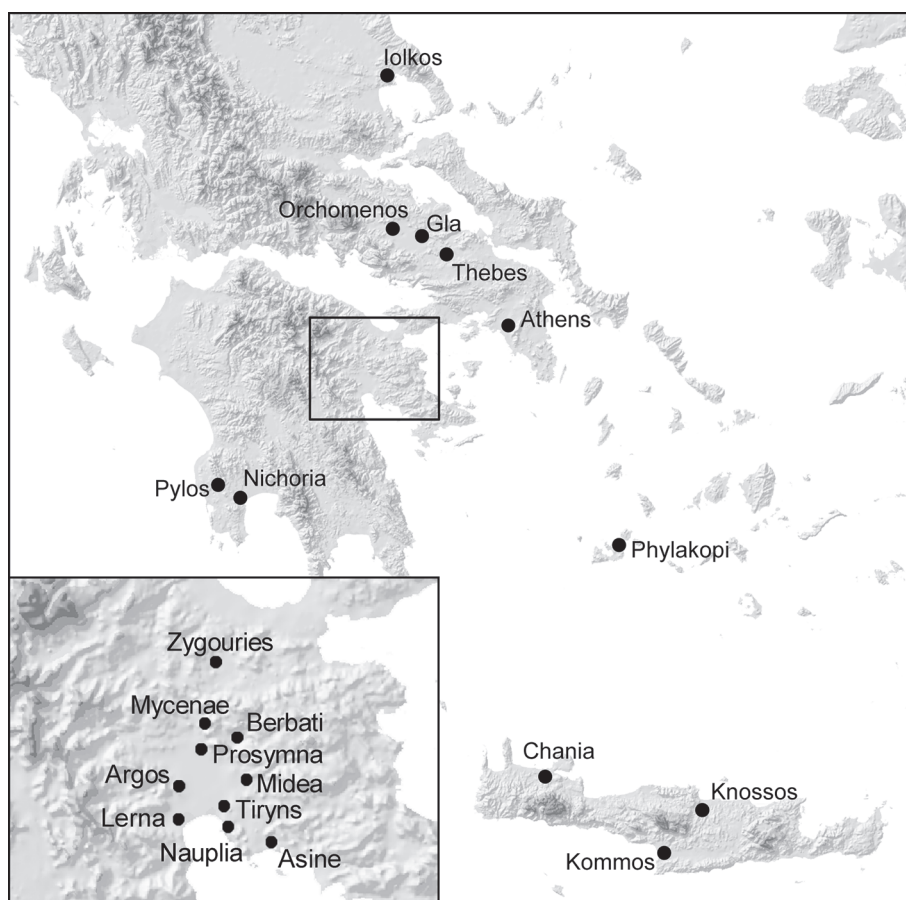 Iolkos
Orchomenos
Gla
Thebes
Athens
Pylos
Nichoria
Phylakopi
Zygouries
Mycenae
Berbati
Prosymna
Argos
Midea
Tiryns
Lerna
Nauplia
Asine
Chania
Knossos
Kommos